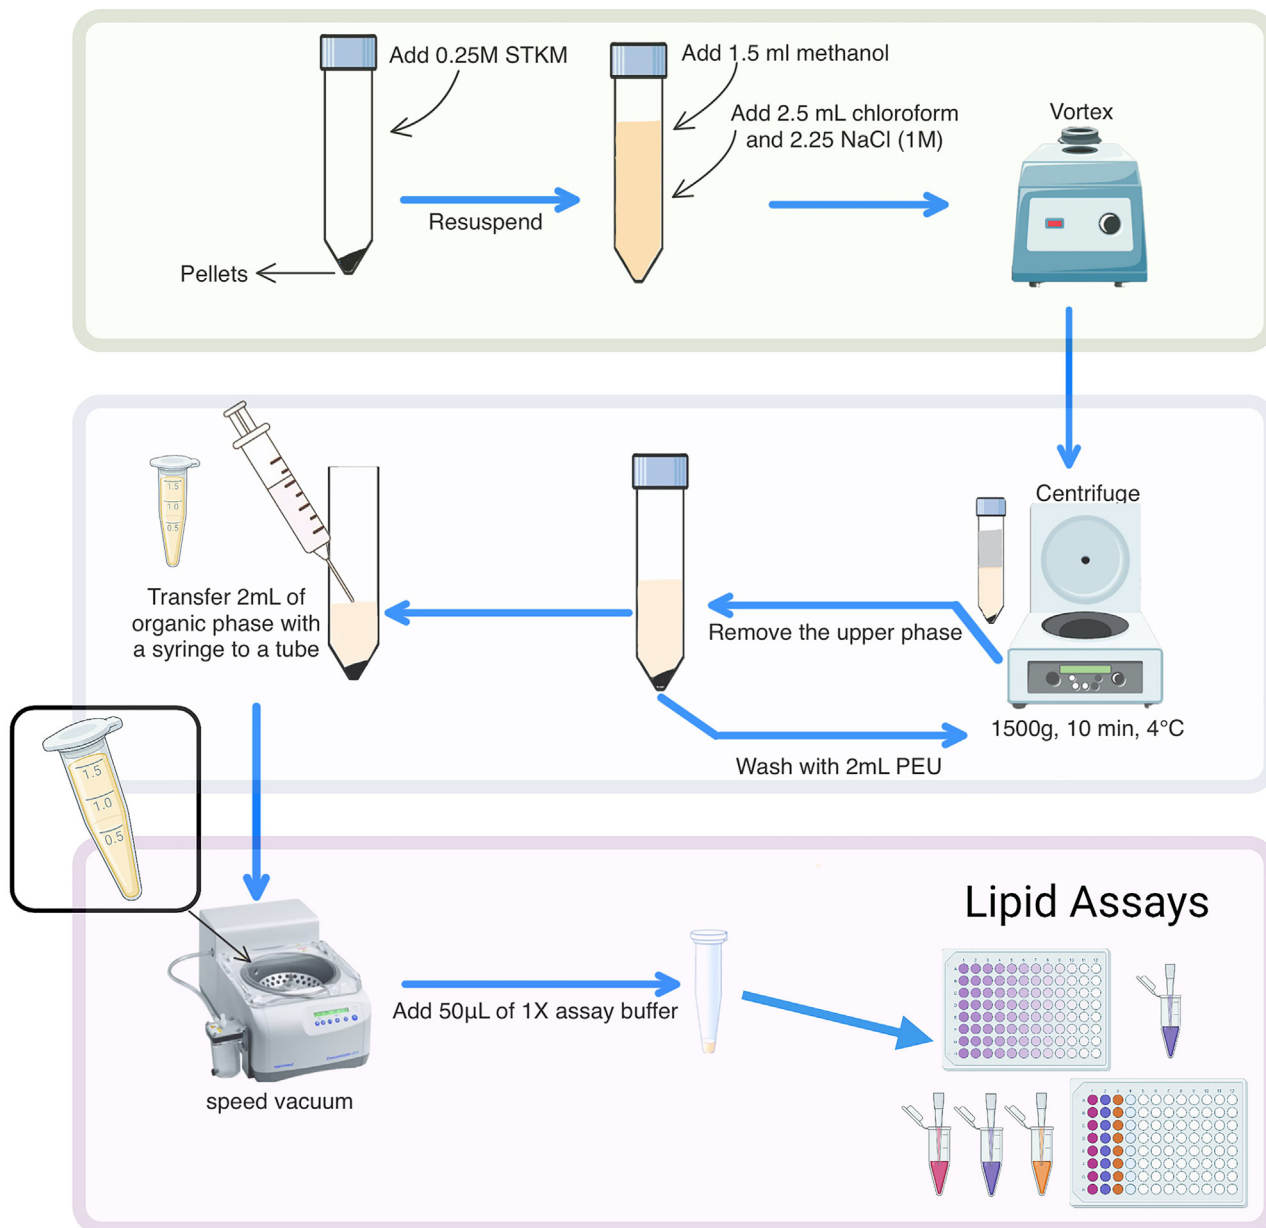 Add 0.25M STKM
Add 1.5 ml methanol
Add 2.5 mL chloroform
and 2.25 NaCl (1M)
Vortex
Resuspend
Pellets
Centrifuge
1.5
1.0
0.5
Transfer 2mL of
organic phase with
a syringe to a tube
Remove the upper phase
1500g, 10 min, 4°C
Wash with 2mL PEU
1.5
1.0
0.5
Lipid Assays
Add 50µL of 1X assay buffer
speed vacuum